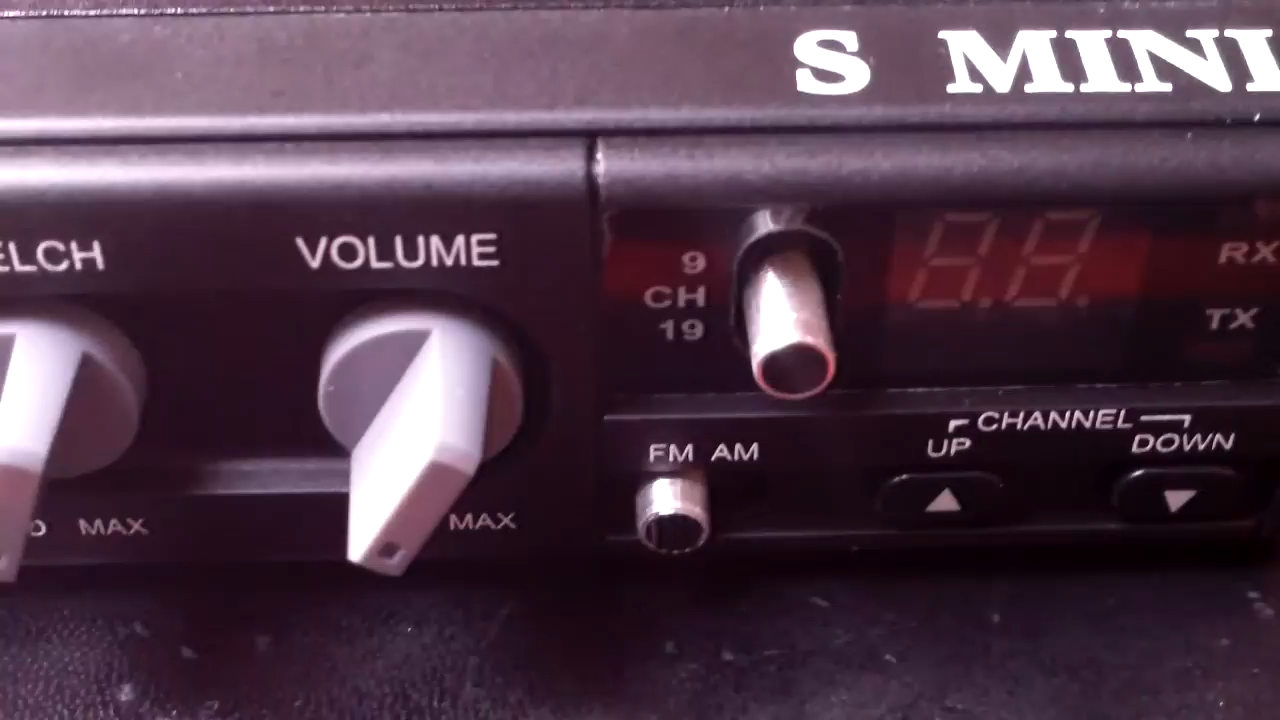 S MINI
ELCH
VOLUME
9
CH
19
RX
TX
CHANNEL
UP
DOWN
FM AM
MAX
MAX